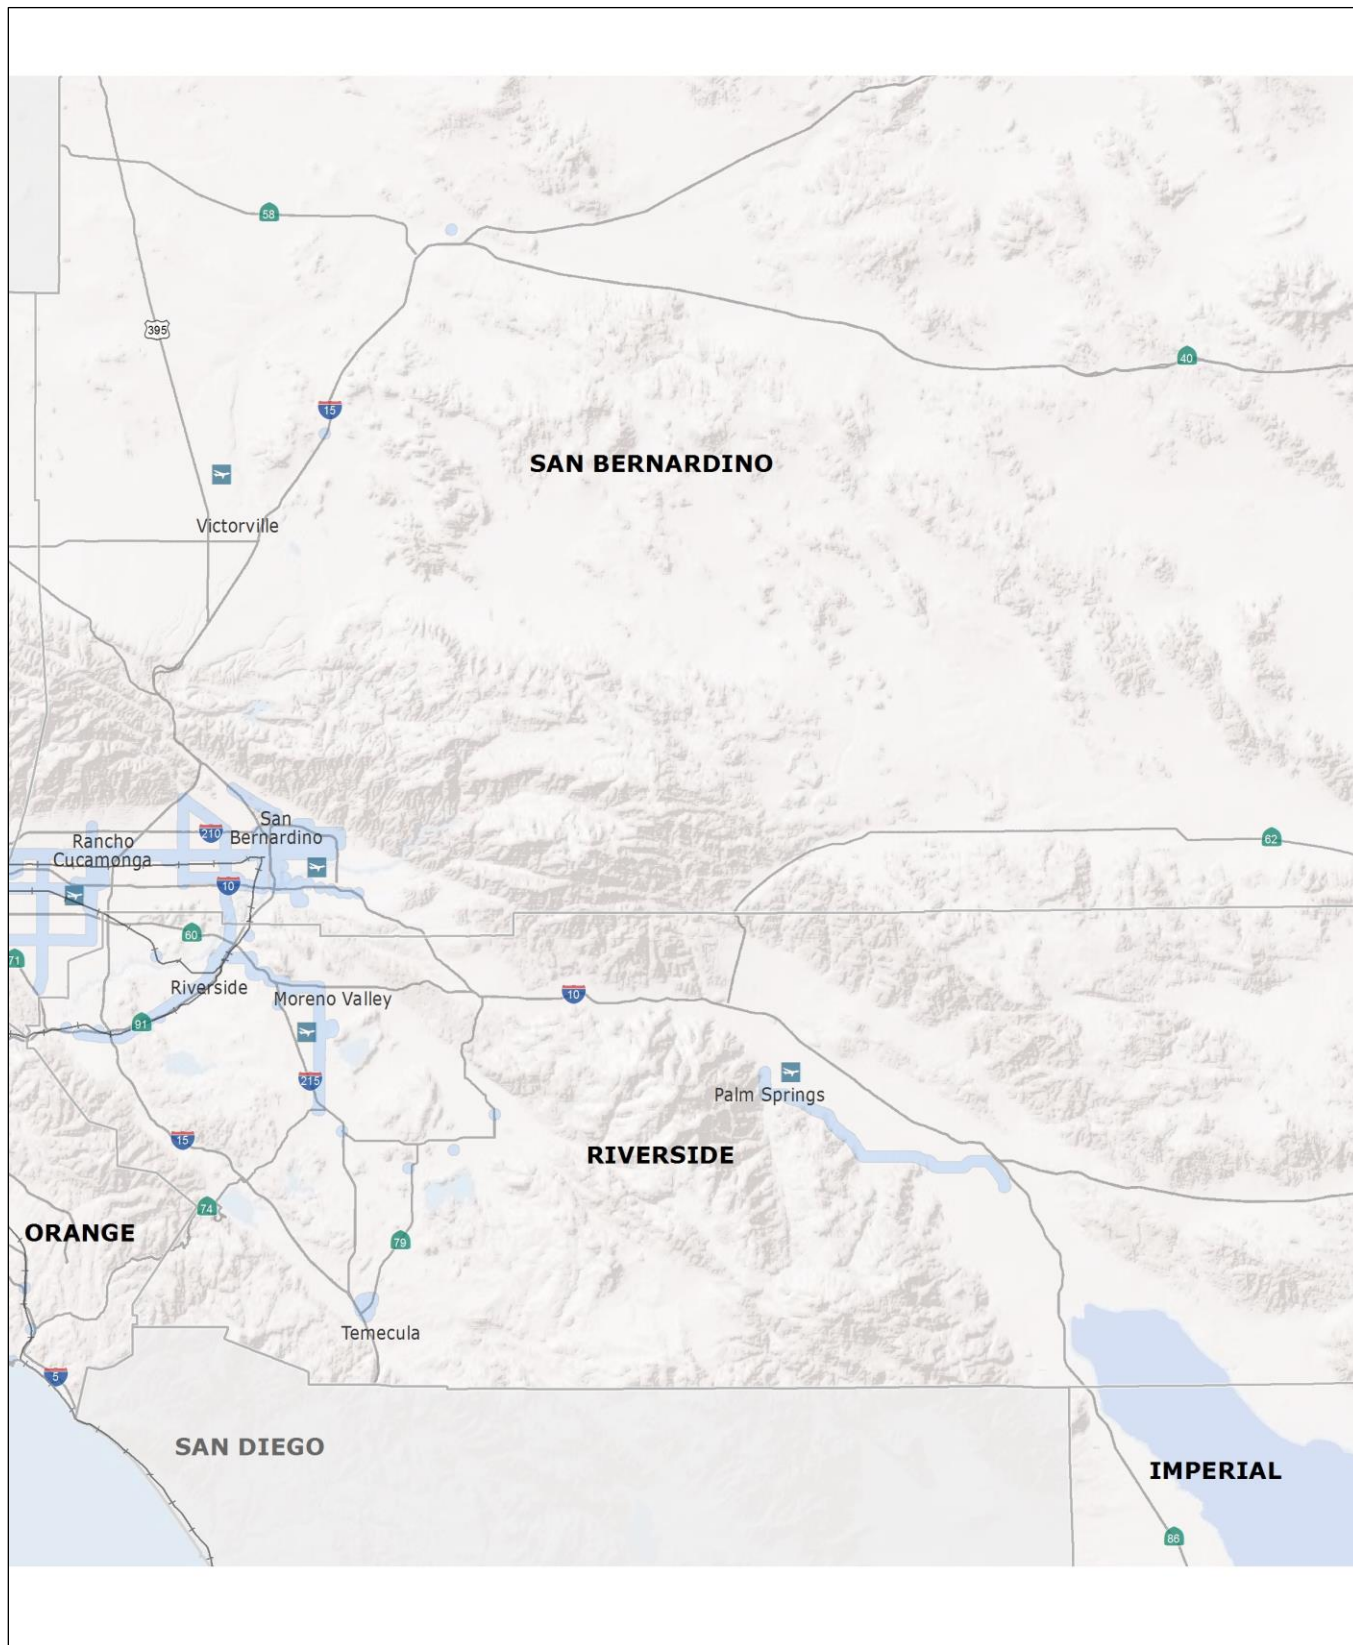 58
395
40
15
SAN BERNARDINO
Victorville
San
Bernardino
210
Rancho
Cucamonga
62
10
60
71
Riverside
Moreno Valley
10
91
215
Palm Springs
15
RIVERSIDE
74
ORANGE
79
Temecula
5
SAN DIEGO
IMPERIAL
86